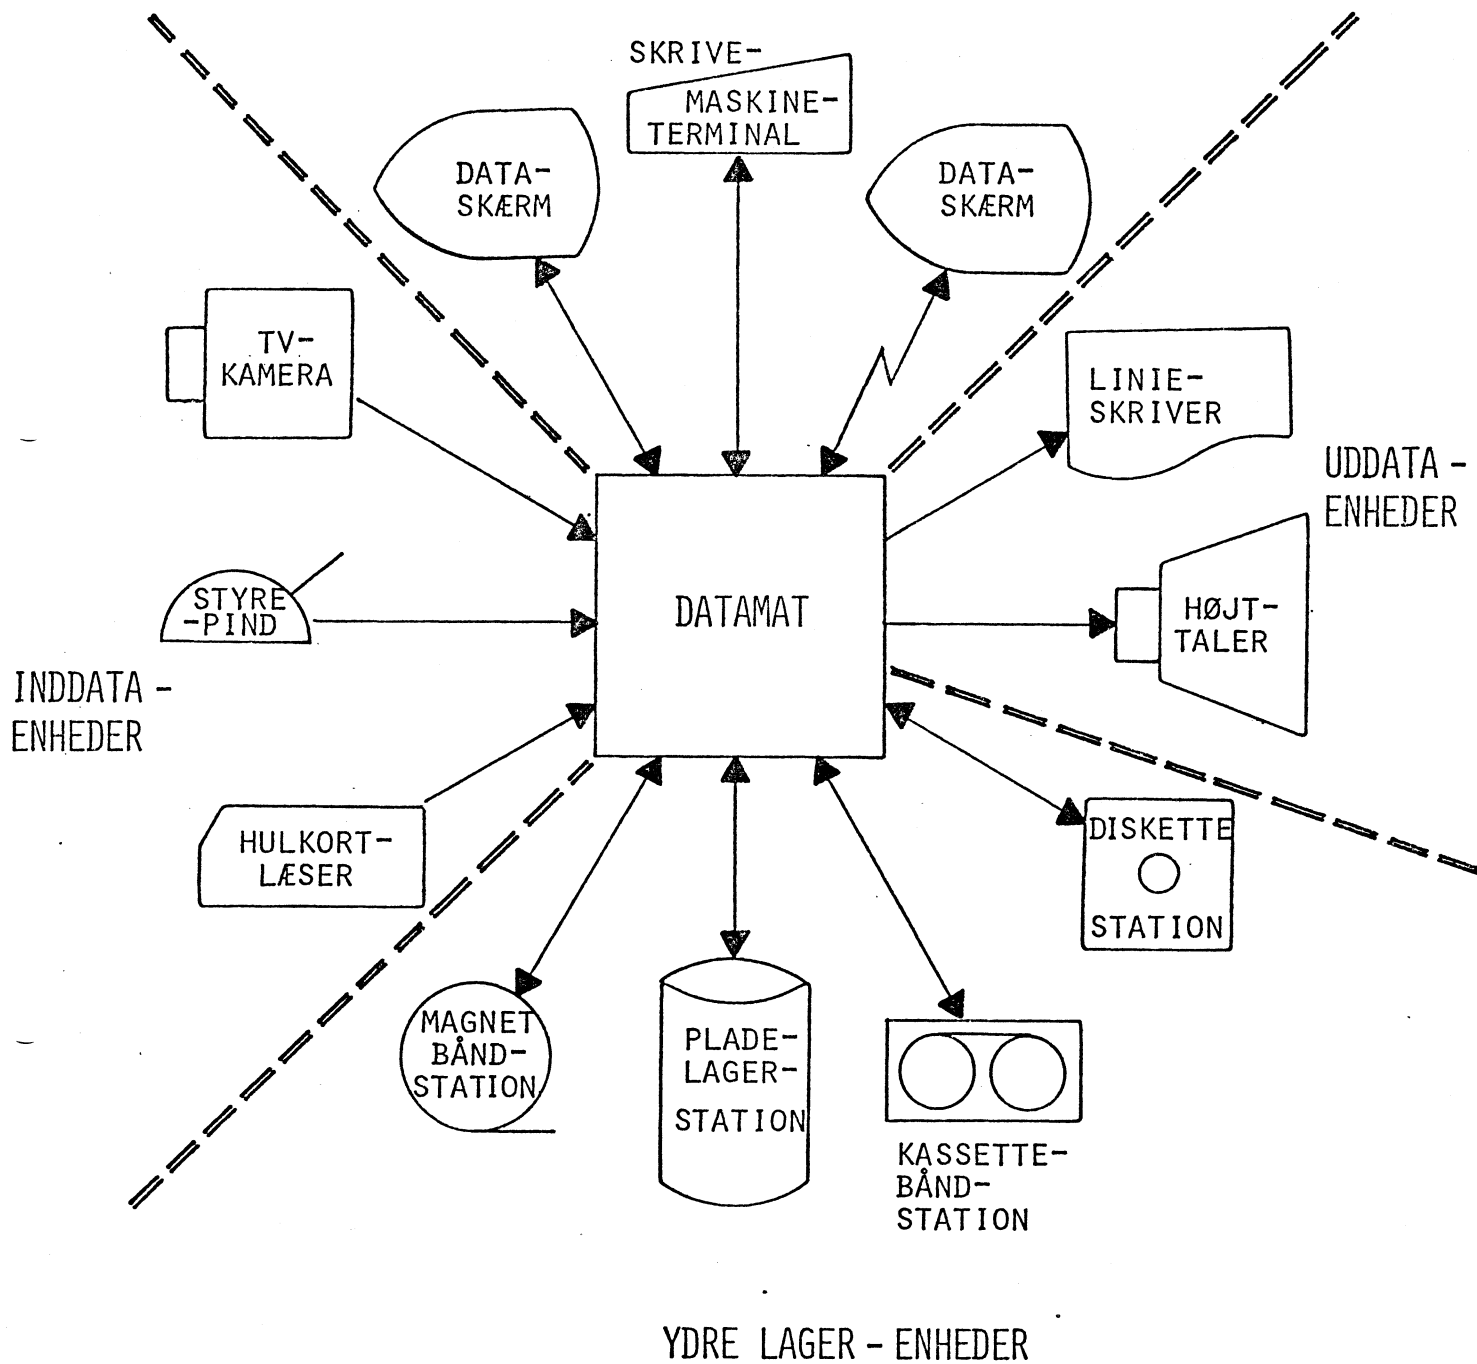 SKRIVE-
MASKINE-
TERMINAL
DATA-
SKÆRM
DATA-
SKÆRM
TV-
KAMERA
LINIE-
SKRIVER
UDDATA-
ENHEDER
STYRE
-PIND
DATAMAT
HØJT-
TALER
INDDATA-
ENHEDER
HULKORT-
LÆSER
DISKETTE
STATION
MAGNET
BÅND-
STATION
PLADE-
LAGER-
STATION
KASSETTE-
BÅND-
STATION
YDRE LAGER-ENHEDER